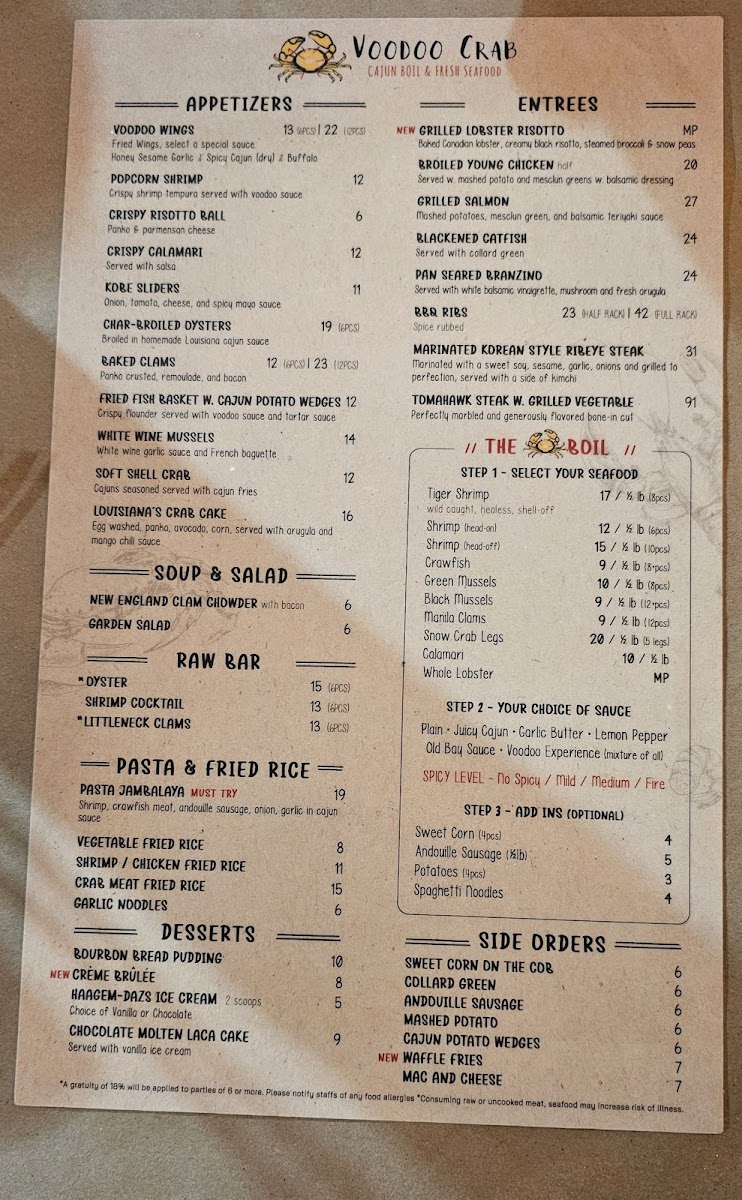 VOODOO CRAB
CAJUN BOIL & FRESH SEAFOOD
APPETIZERS
VOODOO WINGS 13 (6PCS) | 22 (12PCS)
Fried Wings, select a special sauce
Honey Sesame Garlic & Spicy Cajun (dry) & Buffalo
POPCORN SHRIMP 12
Crispy shrimp tempura served with voodoo sauce
CRISPY RISOTTO BALL 6
Panko & parmensan cheese
CRISPY CALAMARI 12
Served with salsa
KOBE SLIDERS 11
Onion, tomato, cheese, and spicy mayo sauce
CHAR-BROILED OYSTERS 19 (6PCS)
Broiled in homemade Louisiana cajun sauce
BAKED CLAMS 12 (6PCS) | 23 (12PCS)
Panko crusted, remoulade, and bacon
FRIED FISH BASKET W. CAJUN POTATO WEDGES 12
Crispy flounder served with voodoo sauce and tartar sauce
WHITE WINE MUSSELS 14
White wine garlic sauce and French baguette
SOFT SHELL CRAB 12
Cajuns seasoned served with cajun fries
LOUISIANA'S CRAB CAKE 16
Egg washed, panko, avocado, corn, served with arugula and
mango chili sauce
SOUP & SALAD
NEW ENGLAND CLAM CHOWDER with bacon 6
GARDEN SALAD 6
RAW BAR
*OYSTER 15 (6PCS)
SHRIMP COCKTAIL 13 (6PCS)
*LITTLENECK CLAMS 13 (6PCS)
PASTA & FRIED RICE
PASTA JAMBALAYA MUST TRY 19
Shrimp, crawfish meat, andouille sausage, onion, garlic in cajun
sauce
VEGETABLE FRIED RICE 8
SHRIMP / CHICKEN FRIED RICE 11
CRAB MEAT FRIED RICE 15
GARLIC NOODLES 6
DESSERTS
BOURBON BREAD PUDDING 10
NEW CRÈME BRÛLÉE 8
HAAGEM-DAZS ICE CREAM 2 scoops 5
Choice of Vanilla or Chocolate
CHOCOLATE MOLTEN LACA CAKE 9
Served with vanilla ice cream
ENTREES
NEW GRILLED LOBSTER RISOTTO MP
Baked Canadian lobster, creamy black risotto, steamed broccoli & snow peas
BROILED YOUNG CHICKEN half 20
Served w. mashed potato and mesclun greens w. balsamic dressing
GRILLED SALMON 27
Mashed potatoes, mesclun green, and balsamic teriyaki sauce
BLACKENED CATFISH 24
Served with collard green
PAN SEARED BRANZINO 24
Served with white balsamic vinaigrette, mushroom and fresh arugula
BBQ RIBS 23 (HALF RACK) | 42 (FULL RACK)
Spice rubbed
MARINATED KOREAN STYLE RIBEYE STEAK 31
Marinated with a sweet soy, sesame, garlic, onions and grilled to
perfection, served with a side of kimchi
TOMAHAWK STEAK W. GRILLED VEGETABLE 91
Perfectly marbled and generously flavored bone-in cut
// THE BOIL //
STEP 1 - SELECT YOUR SEAFOOD
Tiger Shrimp 17 / ½ lb (8pcs)
wild caught, healess, shell-off
Shrimp (head-on) 12 / ½ lb (6pcs)
Shrimp (head-off) 15 / ½ lb (10pcs)
Crawfish 9 / ½ lb (8+pcs)
Green Mussels 10 / ½ lb (8pcs)
Black Mussels 9 / ½ lb (12+pcs)
Manila Clams 9 / ½ lb (12pcs)
Snow Crab Legs 20 / ½ lb (5 legs)
Calamari 10 / ½ lb
Whole Lobster MP
STEP 2 - YOUR CHOICE OF SAUCE
Plain • Juicy Cajun • Garlic Butter • Lemon Pepper
Old Bay Sauce • Voodoo Experience (mixture of all)
SPICY LEVEL - No Spicy / Mild / Medium / Fire
STEP 3 - ADD INS (OPTIONAL)
Sweet Corn (4pcs) 4
Andouille Sausage (½lb) 5
Potatoes (4pcs) 3
Spaghetti Noodles 4
SIDE ORDERS
SWEET CORN ON THE COB 6
COLLARD GREEN 6
ANDOUILLE SAUSAGE 6
MASHED POTATO 6
CAJUN POTATO WEDGES 6
NEW WAFFLE FRIES 7
MAC AND CHEESE 7
*A gratuity of 18% will be applied to parties of 6 or more. Please notify staffs of any food allergies *Consuming raw or uncooked meat, seafood may increase risk of illness.